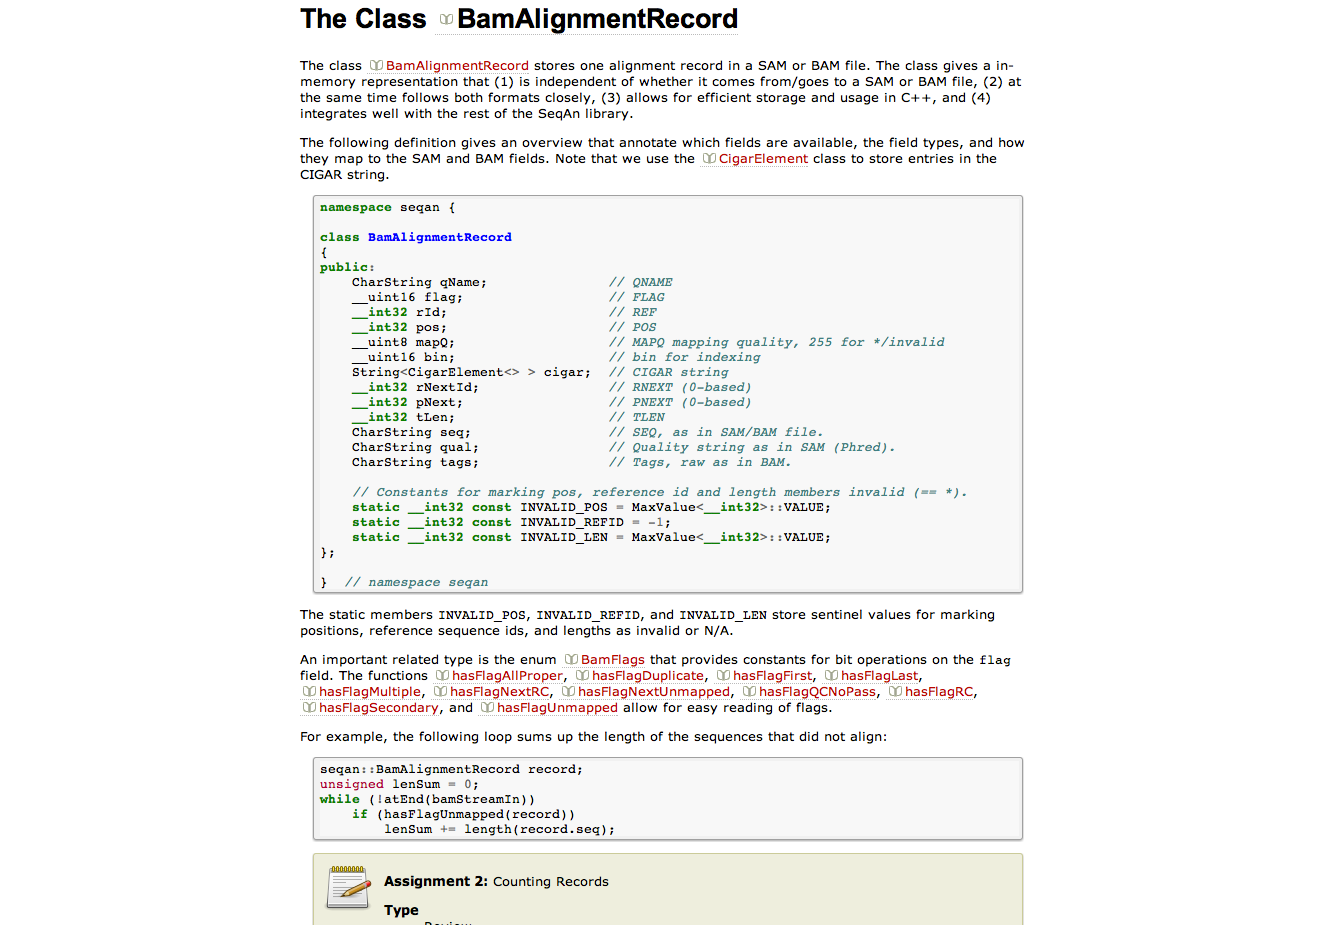 The Class BamAlignmentRecord
The class BamAlignmentRecord stores one alignment record in a SAM or BAM file. The class gives a in-
memory representation that (1) is independent of whether it comes from/goes to a SAM or BAM file, (2) at
the same time follows both formats closely, (3) allows for efficient storage and usage in C++, and (4)
integrates well with the rest of the SeqAn library.
The following definition gives an overview that annotate which fields are available, the field types, and how
they map to the SAM and BAM fields. Note that we use the CigarElement class to store entries in the
CIGAR string.
namespace seqan {
class BamAlignmentRecord
{
public:
    CharString qName;               // QNAME
    __uint16 flag;                  // FLAG
    __int32 rId;                    // REF
    __int32 pos;                    // POS
    __uint8 mapQ;                   // MAPQ mapping quality, 255 for */invalid
    __uint16 bin;                   // bin for indexing
    String<CigarElement<> > cigar;  // CIGAR string
    __int32 rNextId;                // RNEXT (0-based)
    __int32 pNext;                  // PNEXT (0-based)
    __int32 tLen;                   // TLEN
    CharString seq;                 // SEQ, as in SAM/BAM file.
    CharString qual;                // Quality string as in SAM (Phred).
    CharString tags;                // Tags, raw as in BAM.
    // Constants for marking pos, reference id and length members invalid (== *).
    static __int32 const INVALID_POS = MaxValue<__int32>::VALUE;
    static __int32 const INVALID_REFID = -1;
    static __int32 const INVALID_LEN = MaxValue<__int32>::VALUE;
};
}  // namespace seqan
The static members INVALID_POS, INVALID_REFID, and INVALID_LEN store sentinel values for marking
positions, reference sequence ids, and lengths as invalid or N/A.
An important related type is the enum BamFlags that provides constants for bit operations on the flag
field. The functions hasFlagAllProper, hasFlagDuplicate, hasFlagFirst, hasFlagLast,
hasFlagMultiple, hasFlagNextRC, hasFlagNextUnmapped, hasFlagQCNoPass, hasFlagRC,
hasFlagSecondary, and hasFlagUnmapped allow for easy reading of flags.
For example, the following loop sums up the length of the sequences that did not align:
seqan::BamAlignmentRecord record;
unsigned lenSum = 0;
while (!atEnd(bamStreamIn))
    if (hasFlagUnmapped(record))
        lenSum += length(record.seq);
Assignment 2: Counting Records
Type